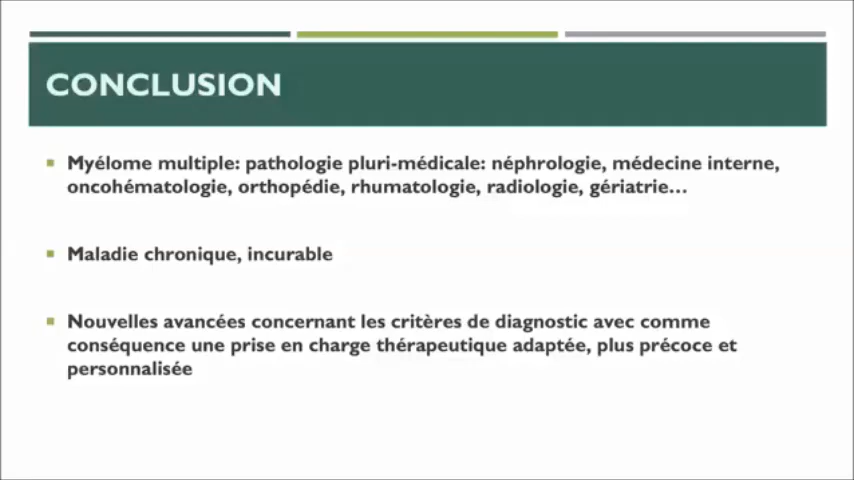 CONCLUSION
Myélome multiple: pathologie pluri-médicale: néphrologie, médecine interne,
oncohématologie, orthopédie, rhumatologie, radiologie, gériatrie...
Maladie chronique, incurable
Nouvelles avancées concernant les critères de diagnostic avec comme
conséquence une prise en charge thérapeutique adaptée, plus précoce et
personnalisée